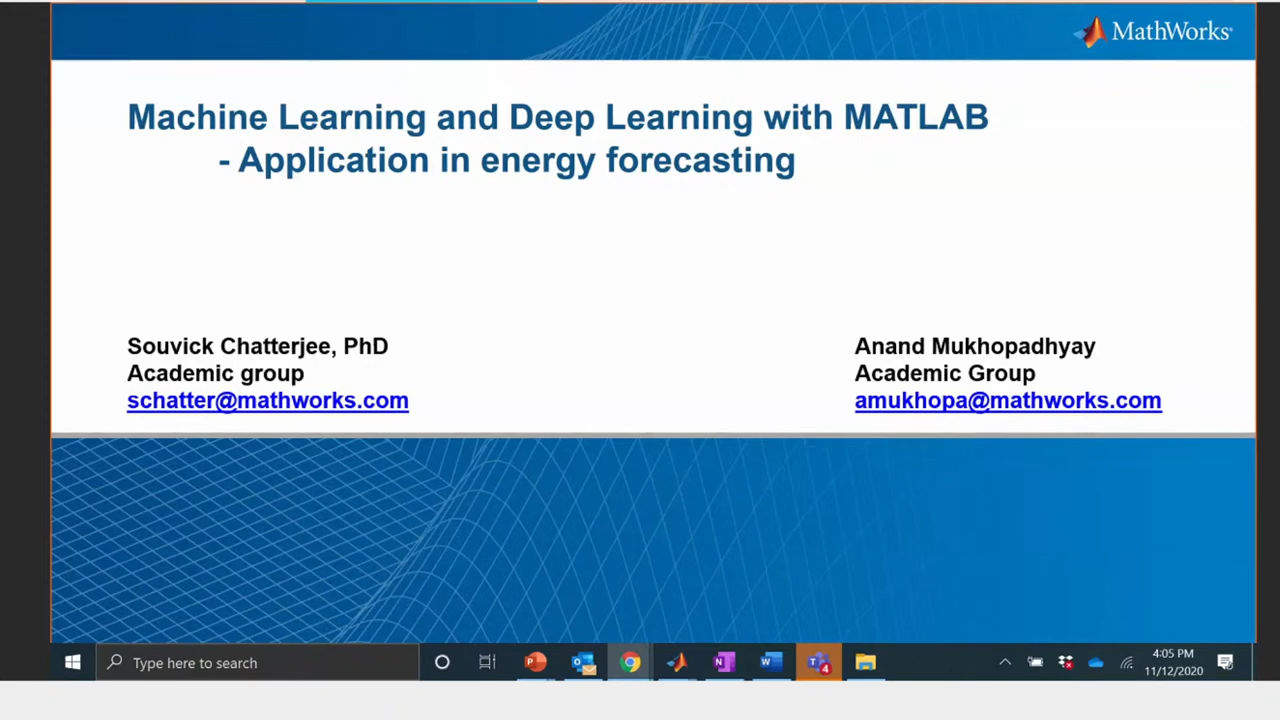 MathWorks®
Machine Learning and Deep Learning with MATLAB
- Application in energy forecasting
Souvick Chatterjee, PhD
Academic group
schatter@mathworks.com
Anand Mukhopadhyay
Academic Group
amukhopa@mathworks.com
Type here to search
4
4:05 PM
11/12/2020